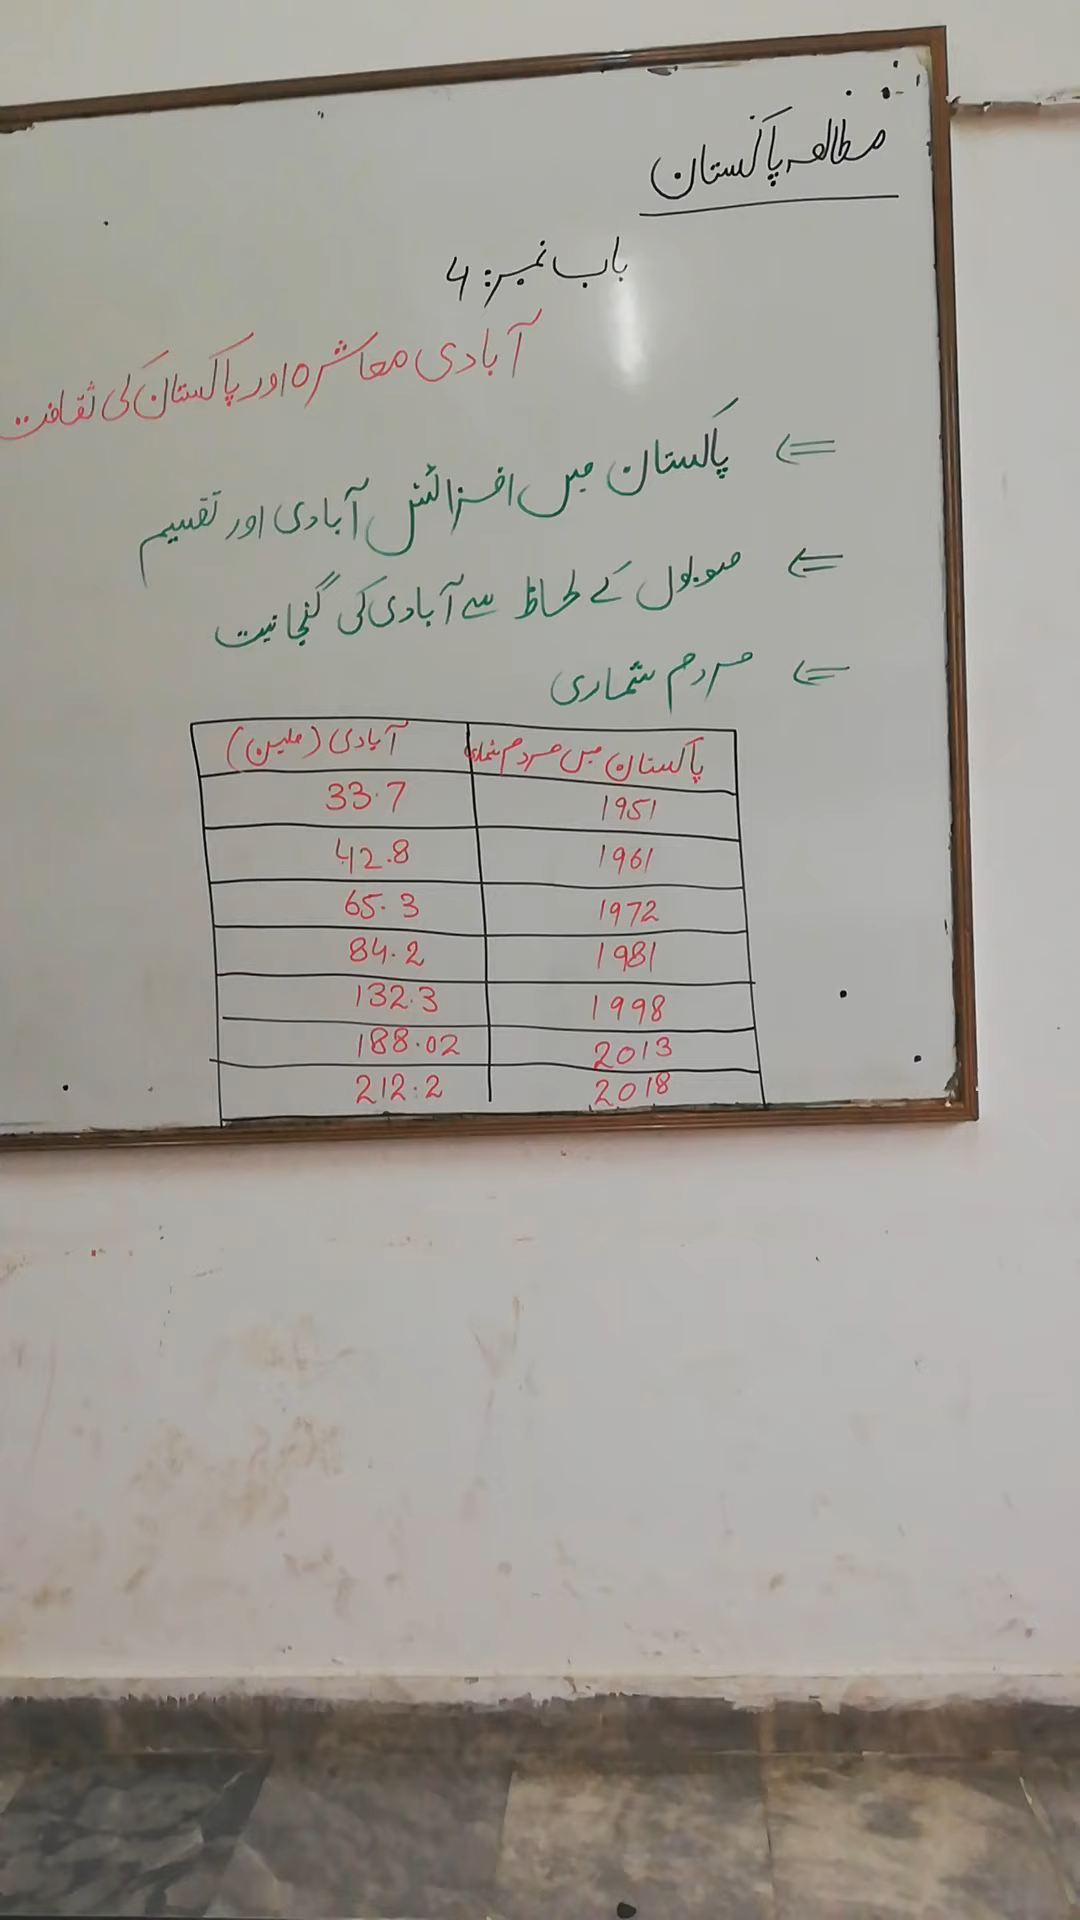 مطالعہ پاکستان
باب نمبر: 4
آبادی معاشرہ اور پاکستان کی ثقافت
پاکستان میں افزائش آبادی اور تقسیم
صوبوں کے لحاظ سے آبادی کی گنجانیت
مردم شماری
پاکستان میں مردم شماری آبادی (ملین)
1951 33.7
1961 42.8
1972 65.3
1981 84.2
1998 132.3
2013 188.02
2018 212.2